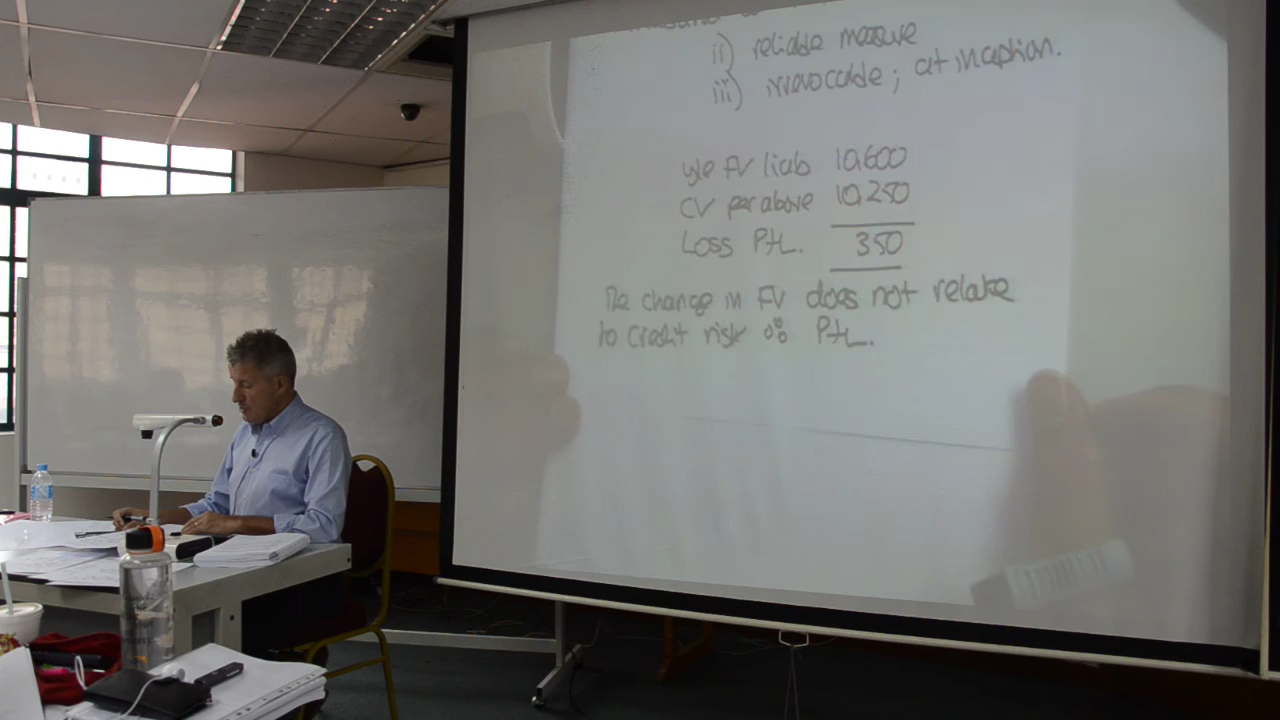 ii) reliable measure
iii) irrevocable; at inception.
y/e FV liab 10,600
CV per above 10,250
Loss P+L. 350
The change in FV does not relate
to credit risk ∴ P+L.